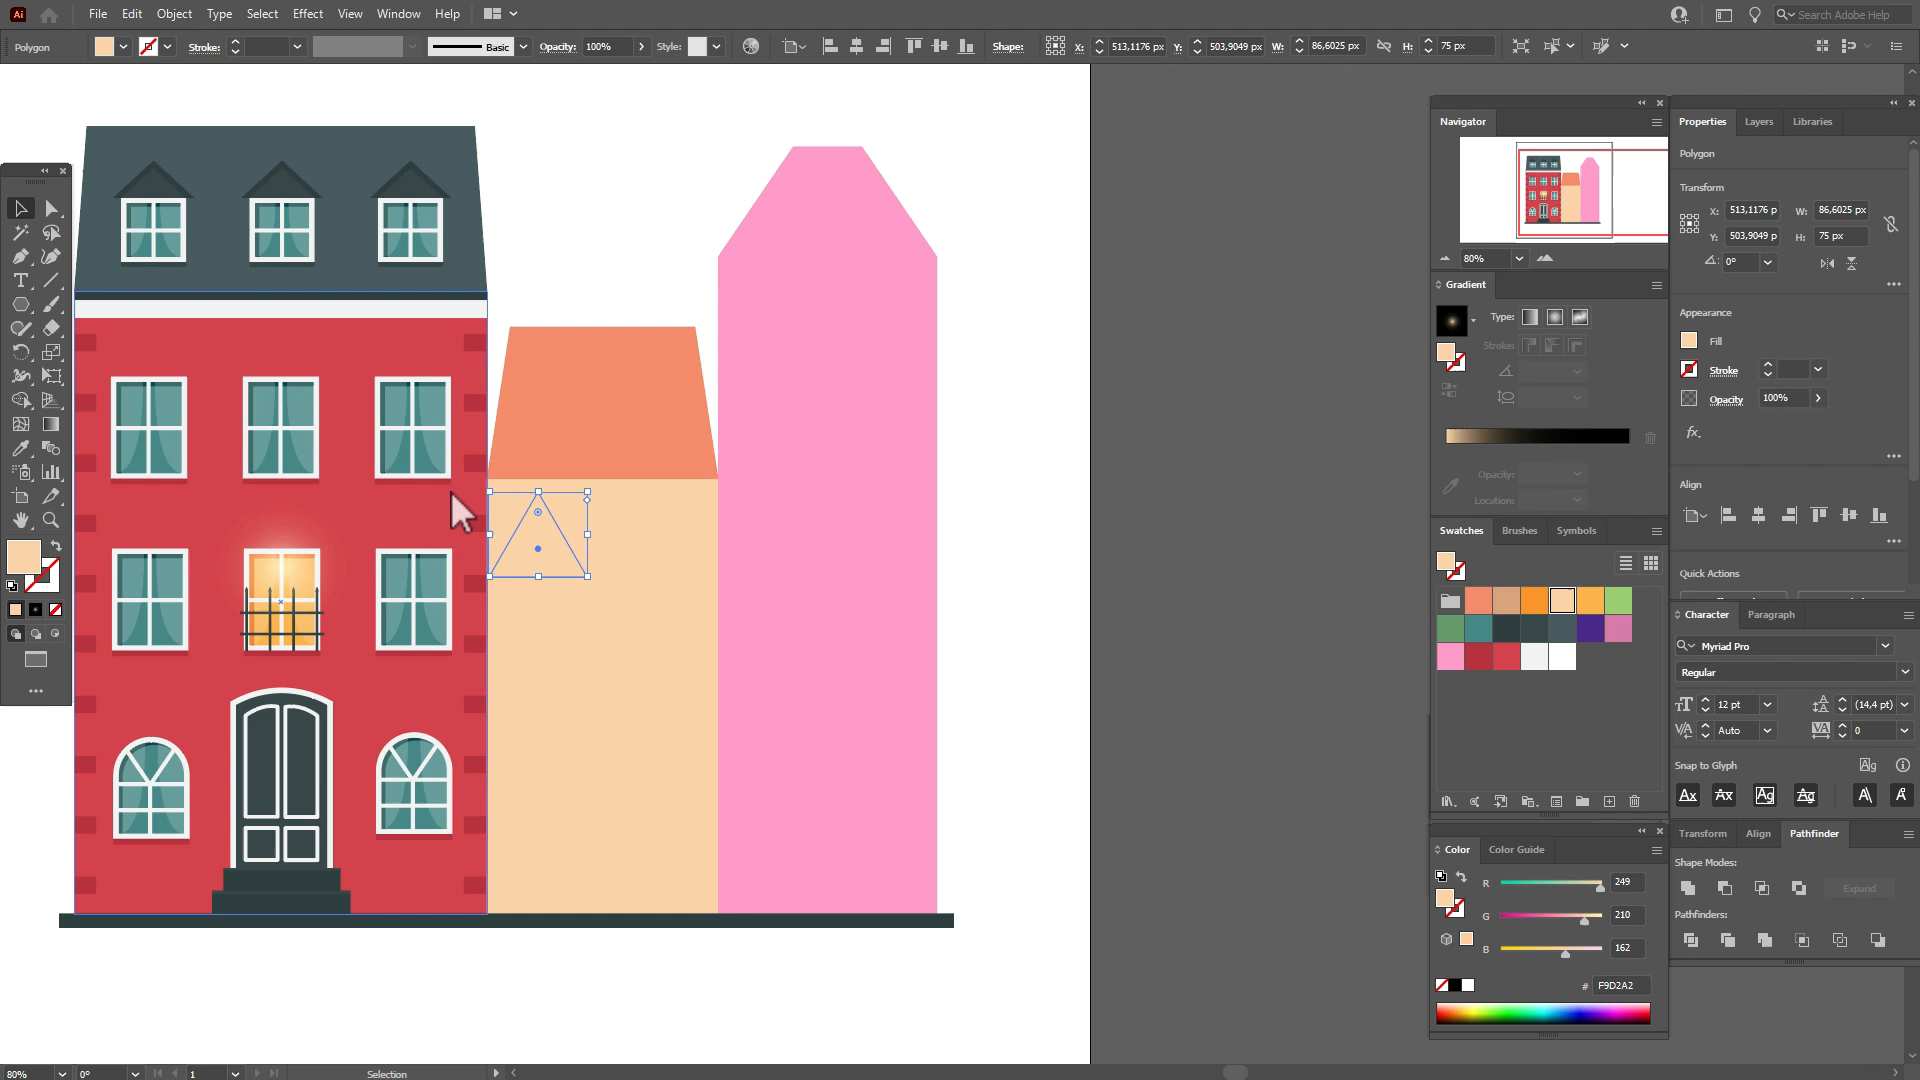 Ai File Edit Object Type Select Effect View Window Help Search Adobe Help
Polygon Stroke: Basic Opacity: 100% Style: Shape: X: 513,1176 px Y: 503,9049 px W: 86,6025 px H: 75 px
Navigator
80%
Gradient
Type:
Stroke:
Opacity:
Location:
Swatches Brushes Symbols
Color Color Guide
R 249
G 210
B 162
# F9D2A2
Properties Layers Libraries
Polygon
Transform
X: 513,1176 p W: 86,6025 px
Y: 503,9049 p H: 75 px
0°
Appearance
Fill
Stroke
Opacity 100%
fx.
Align
Quick Actions
Character Paragraph
Myriad Pro
Regular
12 pt (14,4 pt)
Auto 0
Snap to Glyph
Transform Align Pathfinder
Shape Modes:
Expand
Pathfinders:
80% 0° 1 Selection